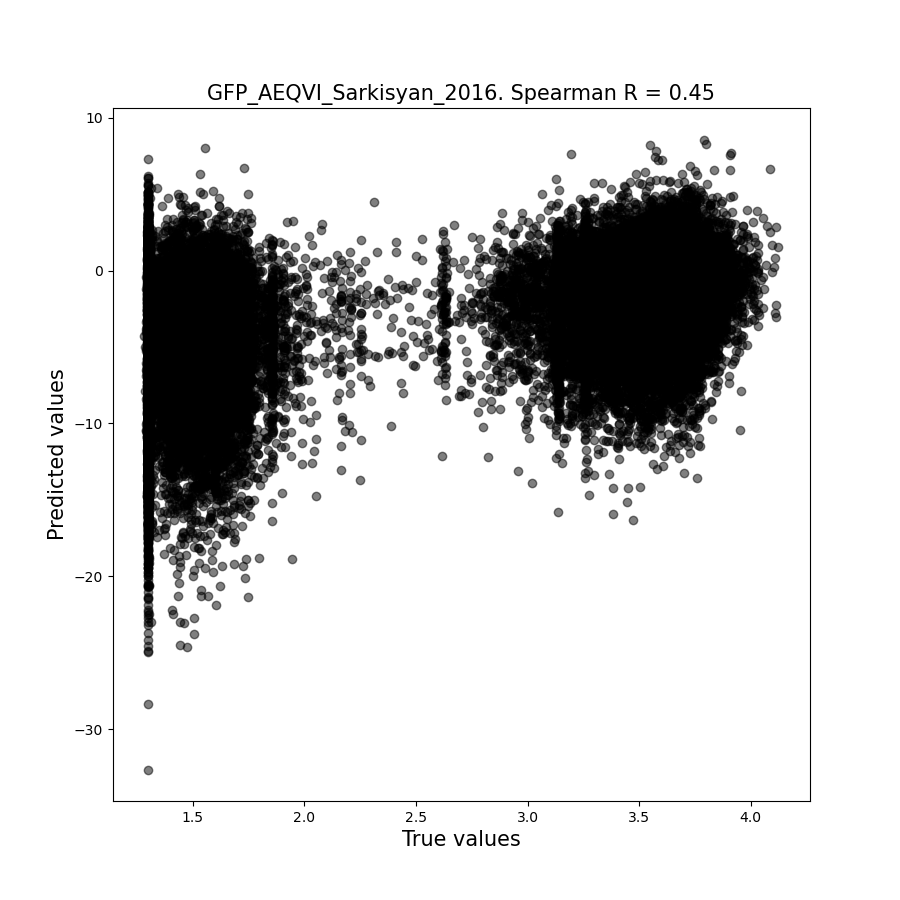 GFP_AEQVI_Sarkisyan_2016. Spearman R = 0.45
10
0
−10
−20
−30
Predicted values
1.5 2.0 2.5 3.0 3.5 4.0
True values